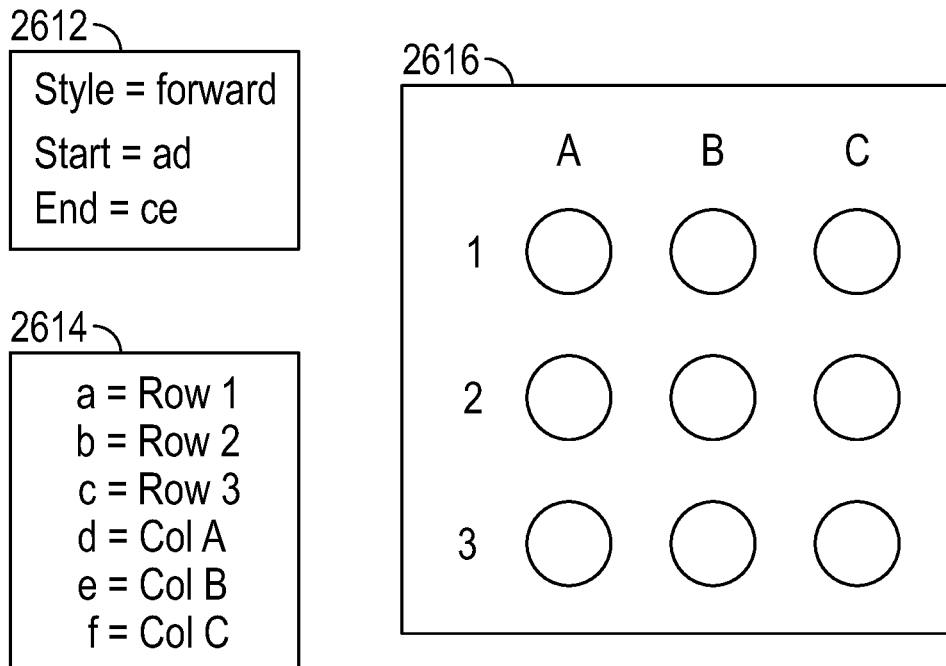 2612
Style = forward
Start = ad
End = ce
2614
a = Row 1
b = Row 2
c = Row 3
d = Col A
e = Col B
f = Col C
2616
A B C
1
2
3